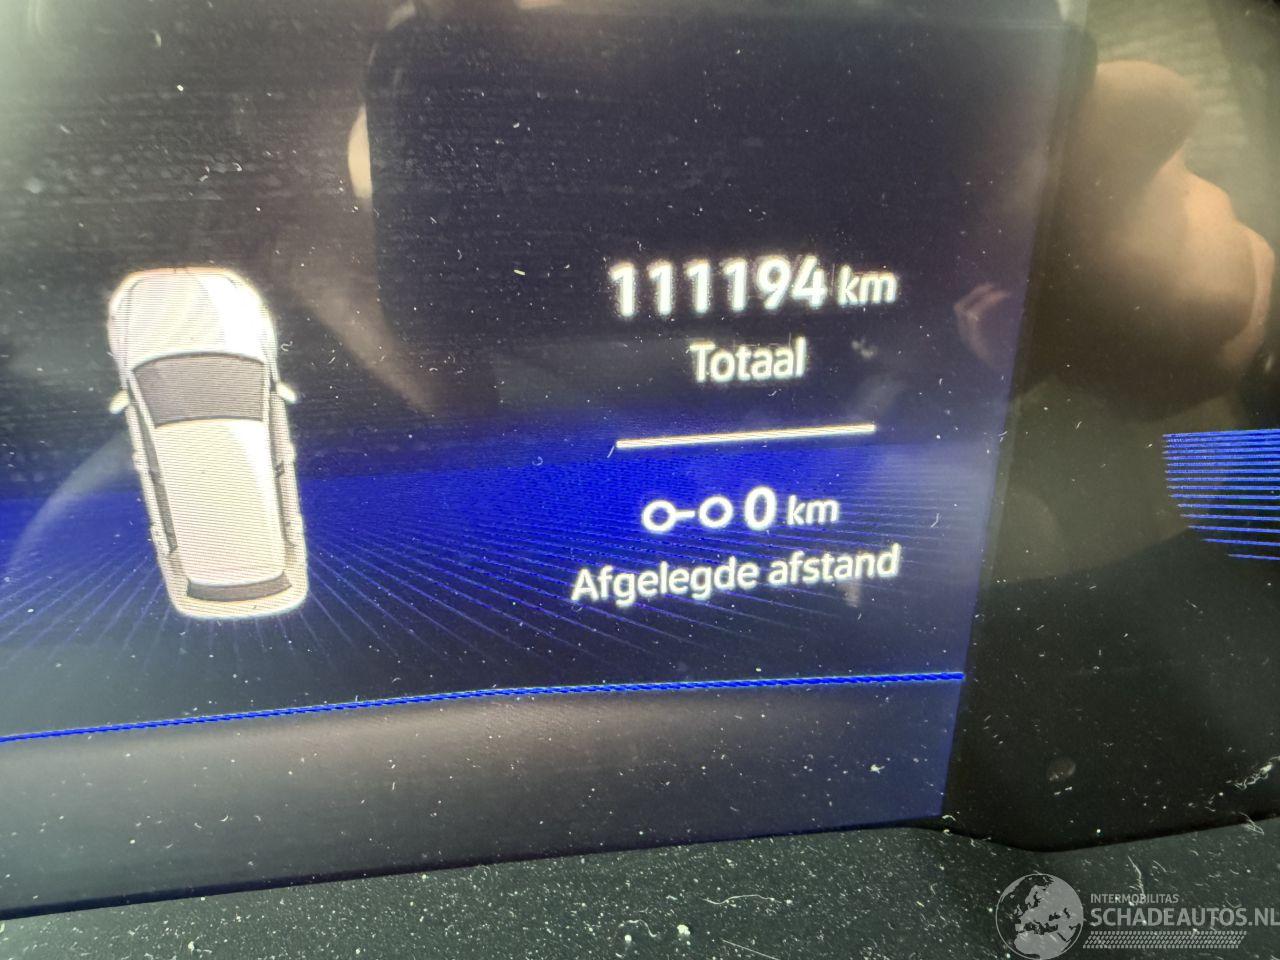 111194 km
Totaal
0 km
Afgelegde afstand
INTERMOBILITAS
SCHADEAUTOS.NL